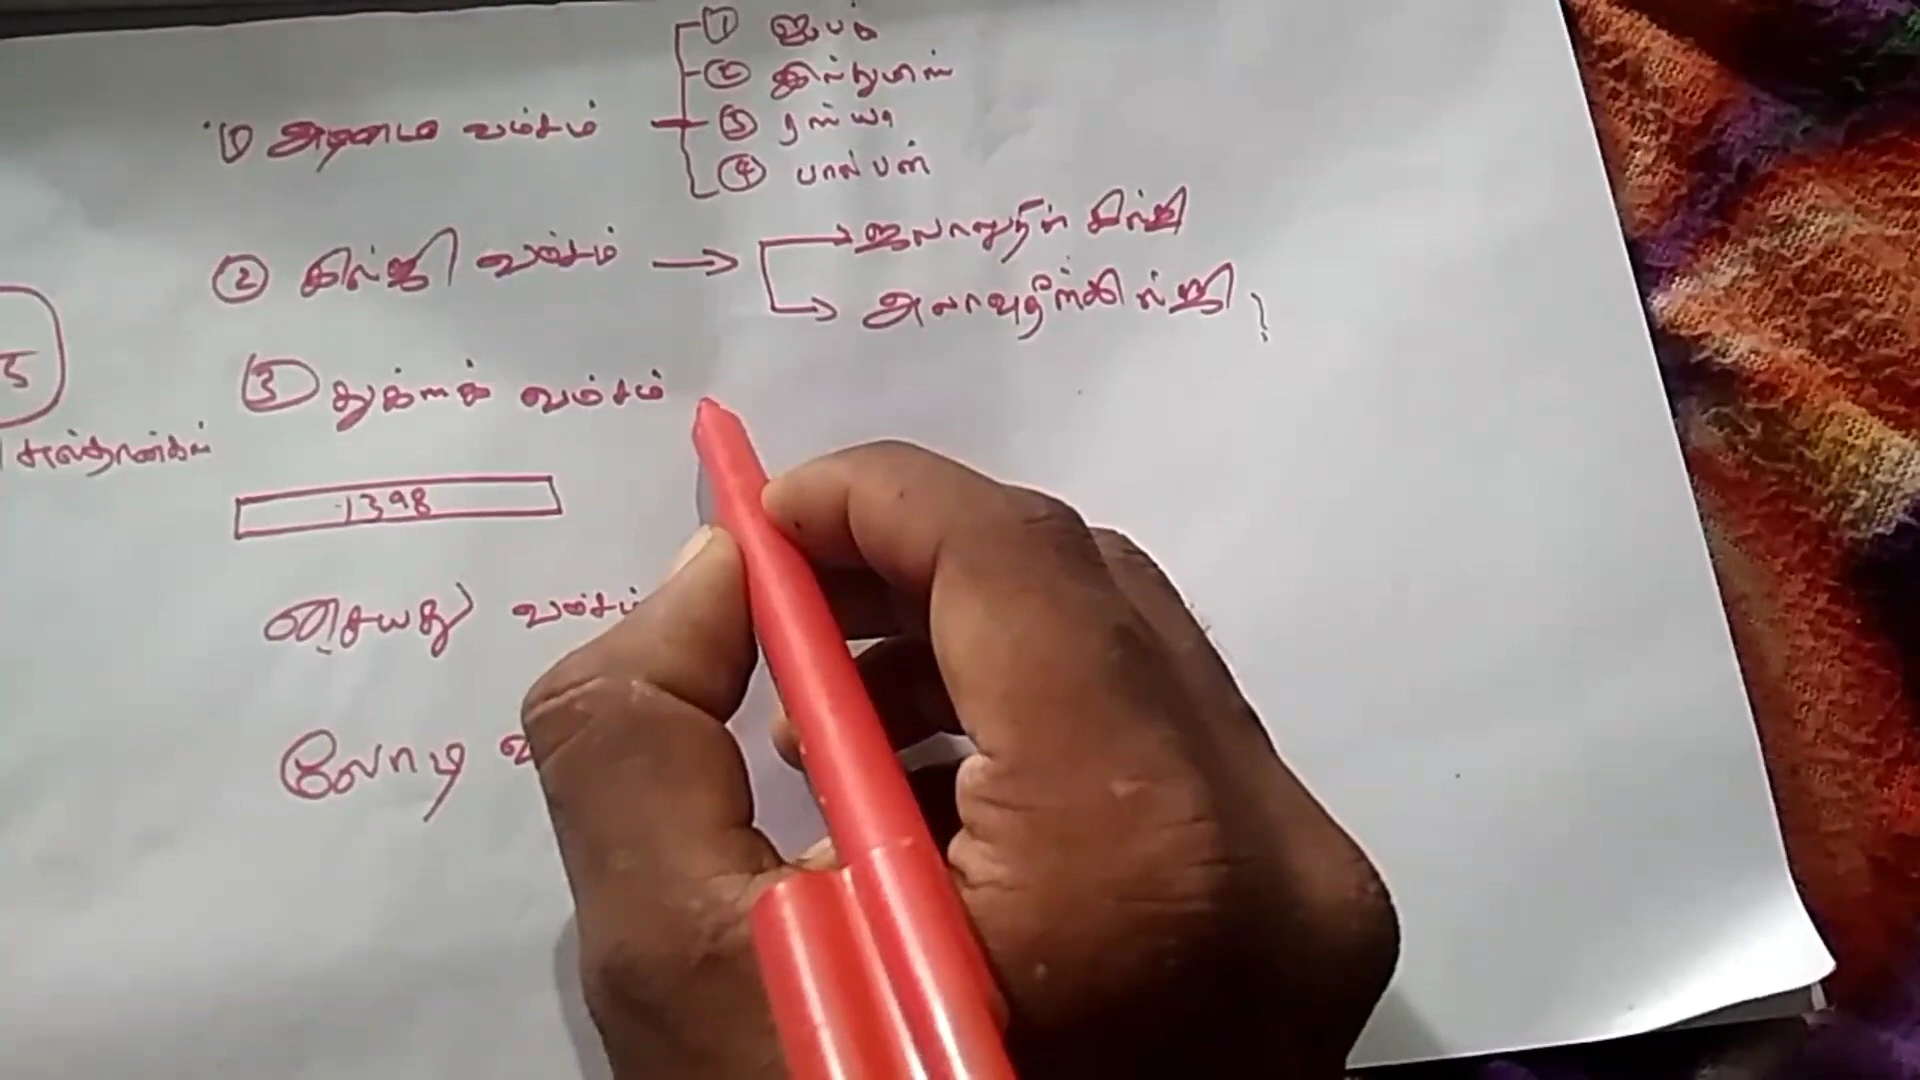 ① ஐபக்
② இல்துமிஸ்
1) அடிமை வம்சம்
③ ரஸியா
④ பால்பன்
② கில்ஜி வம்சம் → ஜலாலுதீன் கில்ஜி
அலாவுதீன் கில்ஜி
5
③ துக்ளக் வம்சம்
சுல்தான்கள்
1398
சையது வம்சம்
லோடி